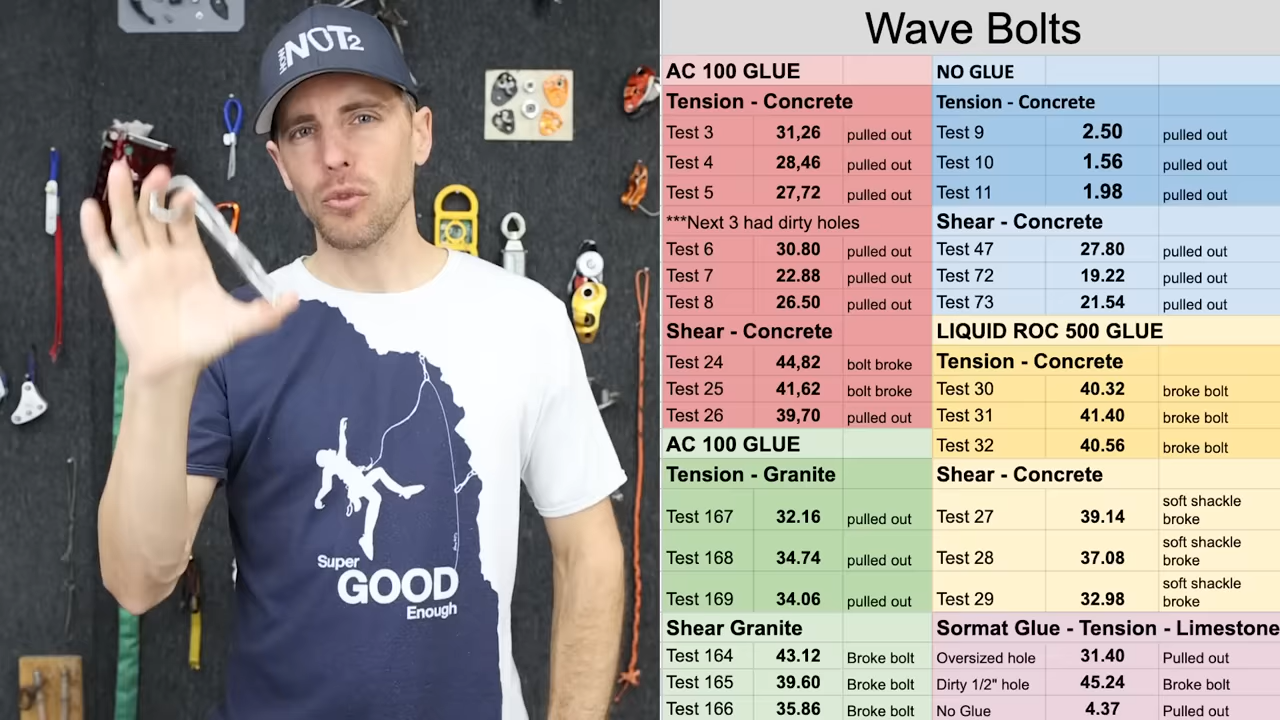 HOW NOT2
Super
GOOD
Enough
Wave Bolts
AC 100 GLUE
Tension - Concrete
Test 3 31,26 pulled out
Test 4 28,46 pulled out
Test 5 27,72 pulled out
***Next 3 had dirty holes
Test 6 30.80 pulled out
Test 7 22.88 pulled out
Test 8 26.50 pulled out
Shear - Concrete
Test 24 44,82 bolt broke
Test 25 41,62 bolt broke
Test 26 39,70 pulled out
AC 100 GLUE
Tension - Granite
Test 167 32.16 pulled out
Test 168 34.74 pulled out
Test 169 34.06 pulled out
Shear Granite
Test 164 43.12 Broke bolt
Test 165 39.60 Broke bolt
Test 166 35.86 Broke bolt
NO GLUE
Tension - Concrete
Test 9 2.50 pulled out
Test 10 1.56 pulled out
Test 11 1.98 pulled out
Shear - Concrete
Test 47 27.80 pulled out
Test 72 19.22 pulled out
Test 73 21.54 pulled out
LIQUID ROC 500 GLUE
Tension - Concrete
Test 30 40.32 broke bolt
Test 31 41.40 broke bolt
Test 32 40.56 broke bolt
Shear - Concrete
Test 27 39.14 soft shackle
broke
Test 28 37.08 soft shackle
broke
Test 29 32.98 soft shackle
broke
Sormat Glue - Tension - Limestone
Oversized hole 31.40 Pulled out
Dirty 1/2" hole 45.24 Broke bolt
No Glue 4.37 Pulled out